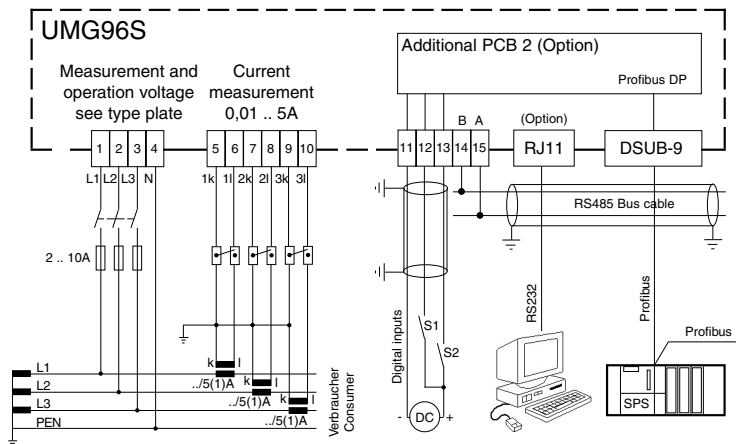 UMG96S
Measurement and
operation voltage
see type plate
Current
measurement
0,01 .. 5A
Additional PCB 2 (Option)
Profibus DP
B A
(Option)
1 2 3 4
5 6 7 8 9 10
11 12 13 14 15
RJ11
DSUB-9
L1 L2 L3 N
1k 1l 2k 2l 3k 3l
RS485 Bus cable
2 .. 10A
RS232
Profibus
Digital inputs
S1
S2
Profibus
L1
k l
../5(1)A
L2
k l
../5(1)A
L3
k l
../5(1)A
PEN
Verbraucher
Consumer
- DC +
SPS